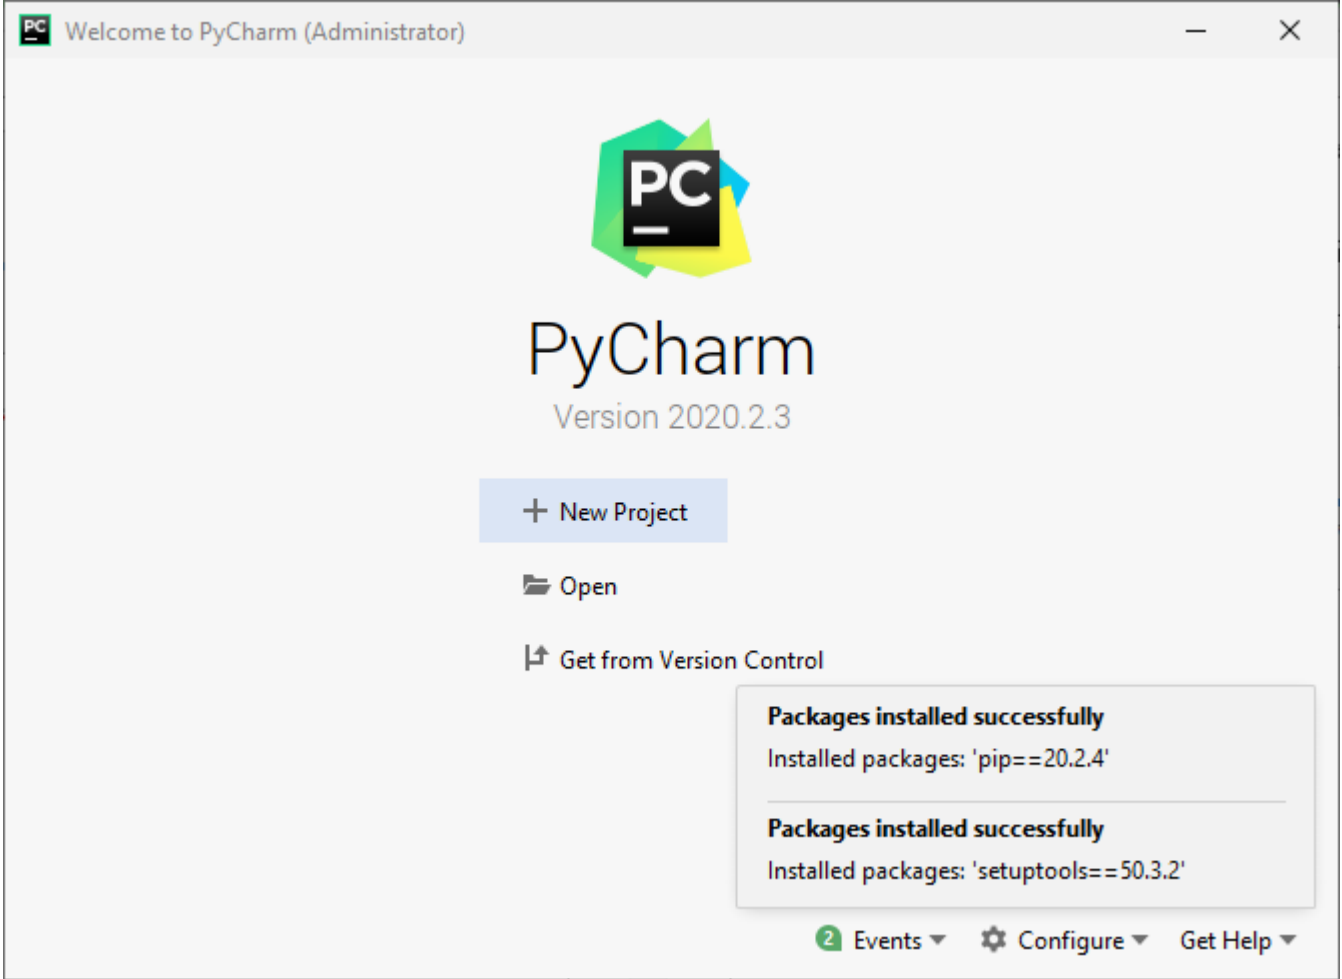 PC
Welcome to PyCharm (Administrator)
PC
PyCharm
Version 2020.2.3
New Project
Open
Get from Version Control
Packages installed successfully
Installed packages: 'pip==20.2.4'
Packages installed successfully
Installed packages: 'setuptools==50.3.2'
2 Events Configure Get Help